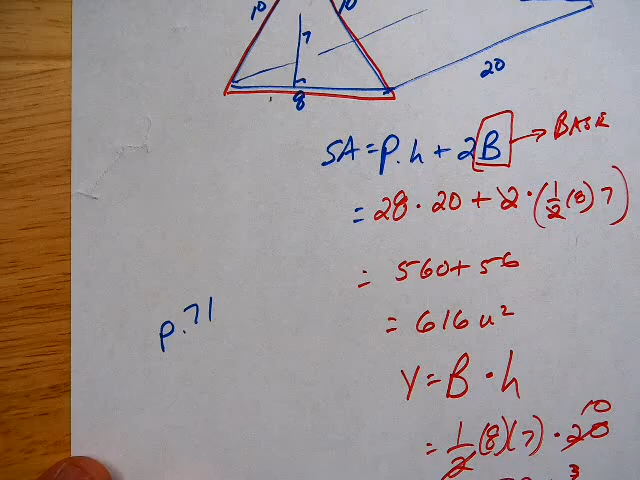 10 10
7
8
20
SA = P.h + 2B → BASE
= 28 · 20 + 2 · (1/2 (8) 7)
= 560 + 56
= 616 u²
p.71
V = B · h
10
= 1/2 (8)(7) · 20
3